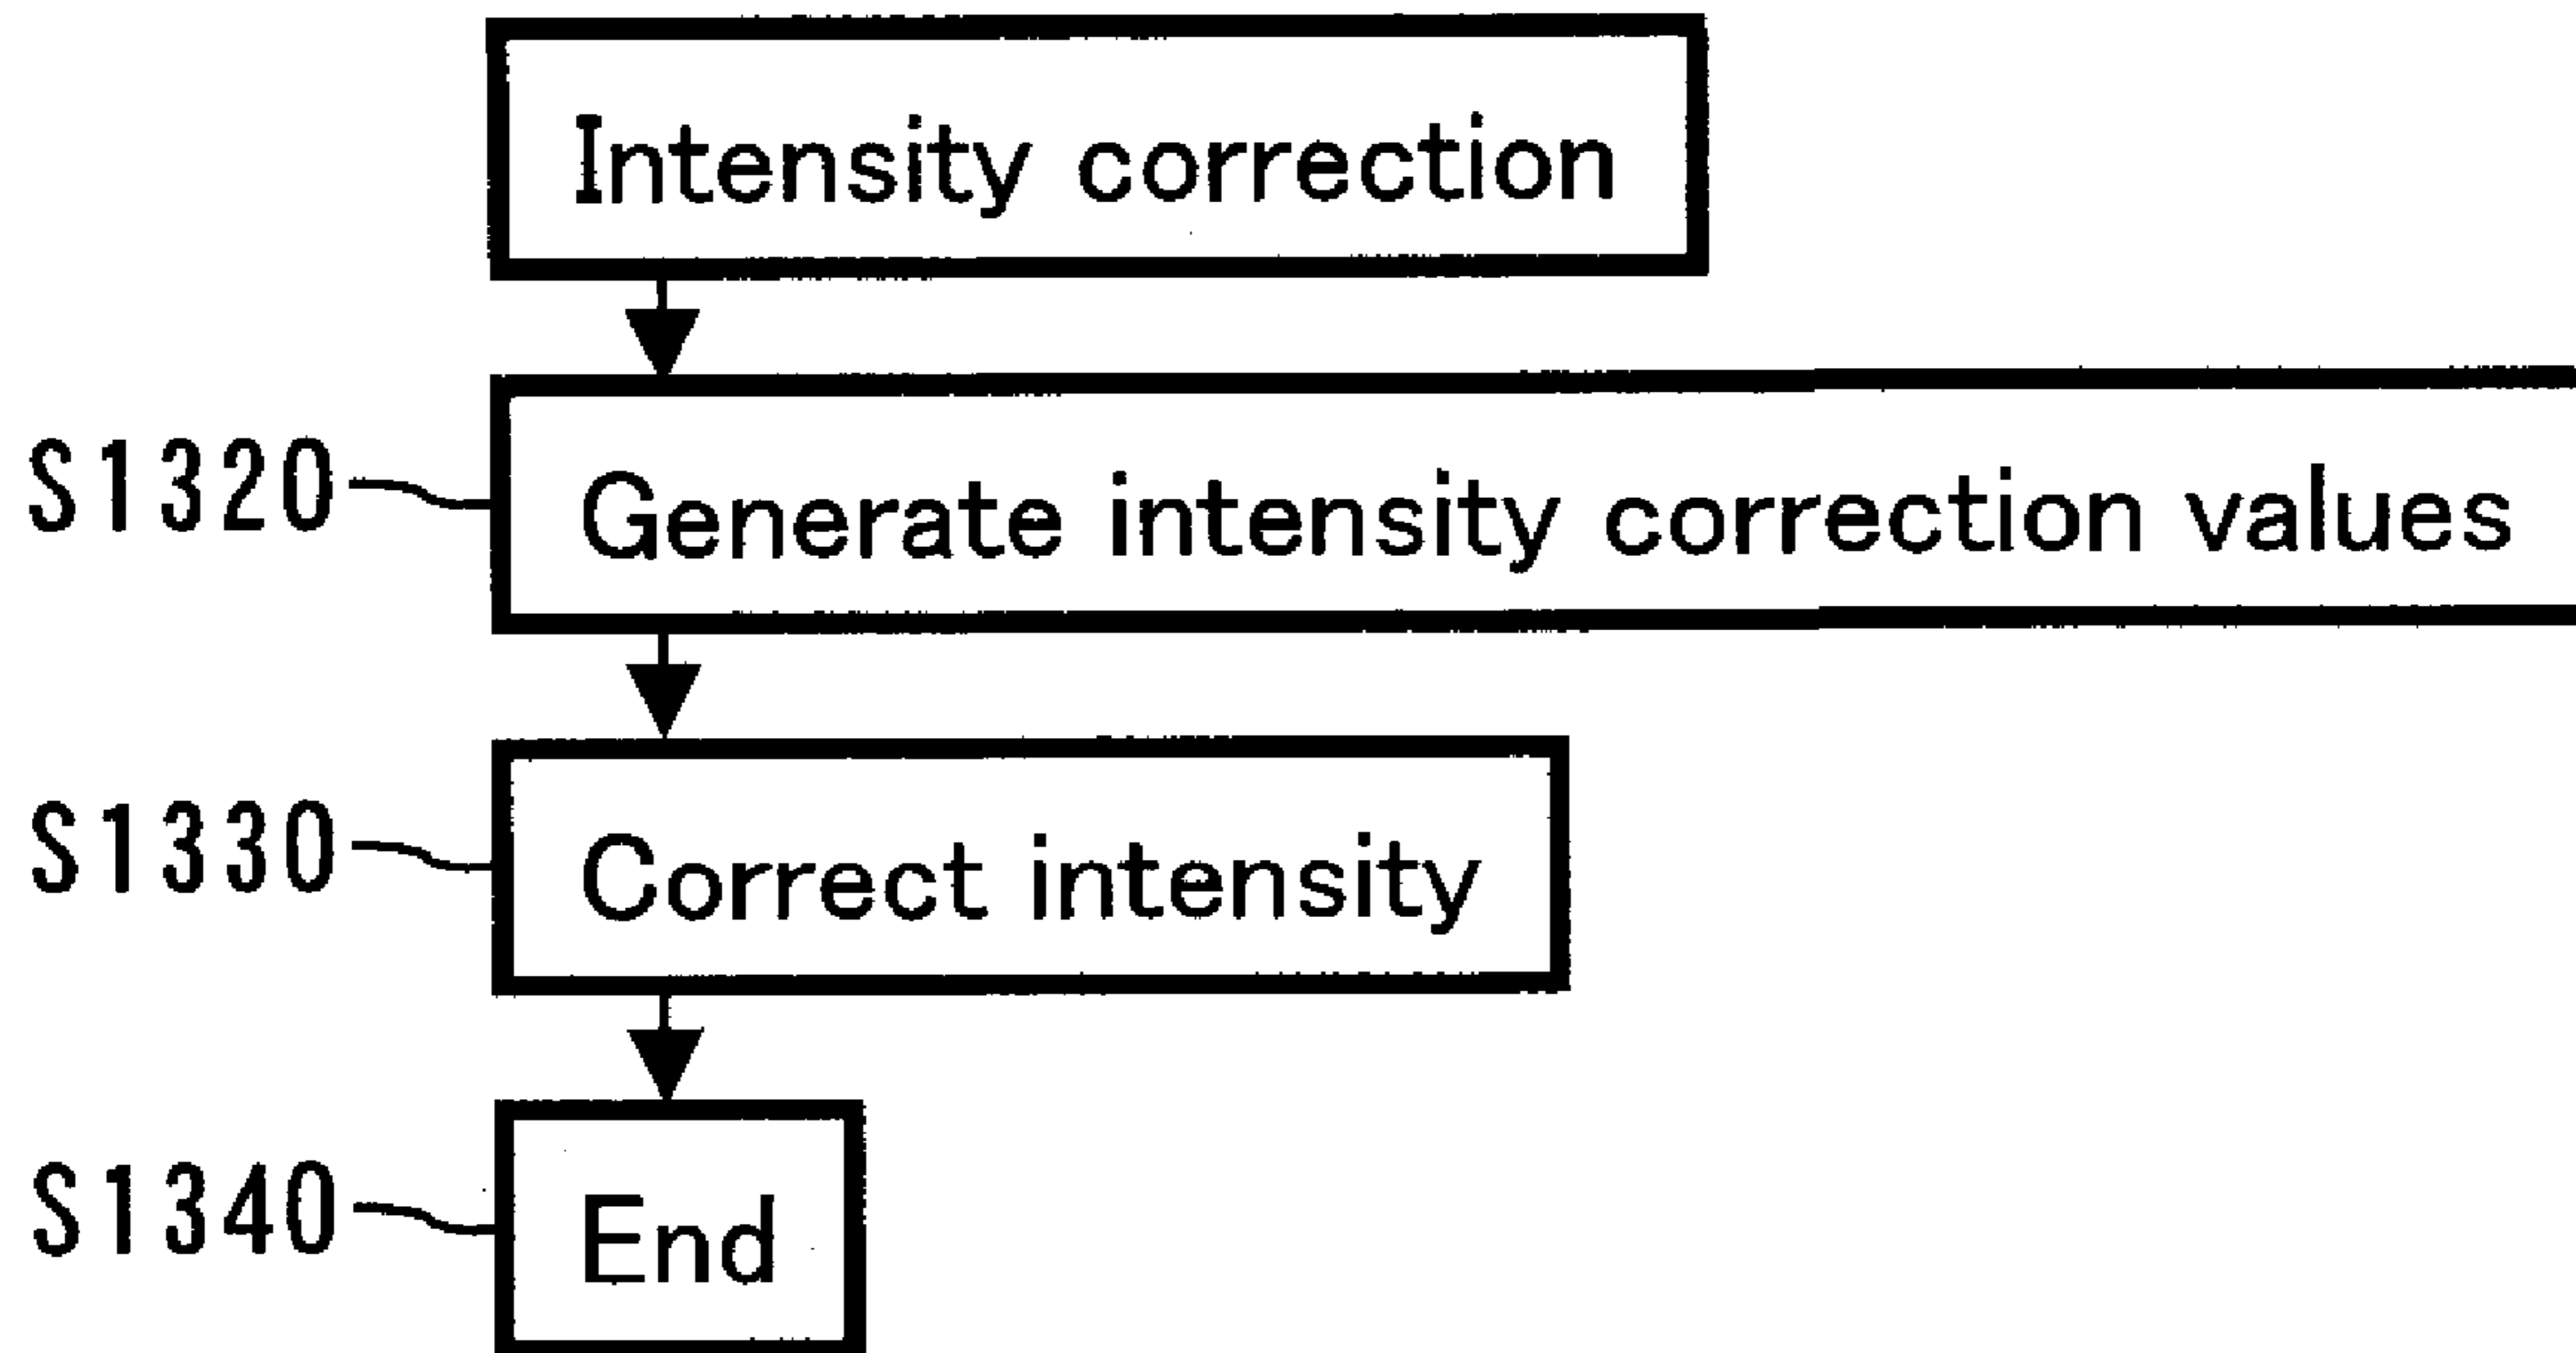 Intensity correction
S1320 Generate intensity correction values
S1330 Correct intensity
S1340 End